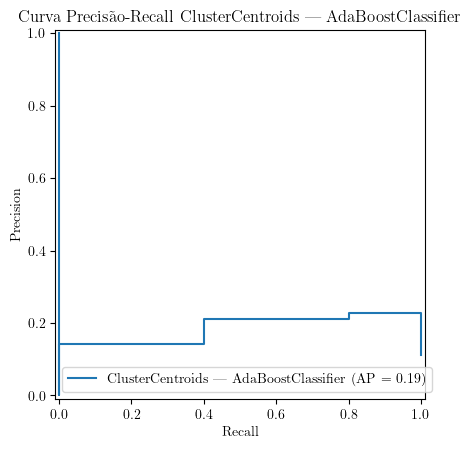 Curva Precisão-Recall ClusterCentroids — AdaBoostClassifier
1.0
0.8
0.6
0.4
0.2
0.0
Precision
ClusterCentroids — AdaBoostClassifier (AP = 0.19)
0.0 0.2 0.4 0.6 0.8 1.0
Recall